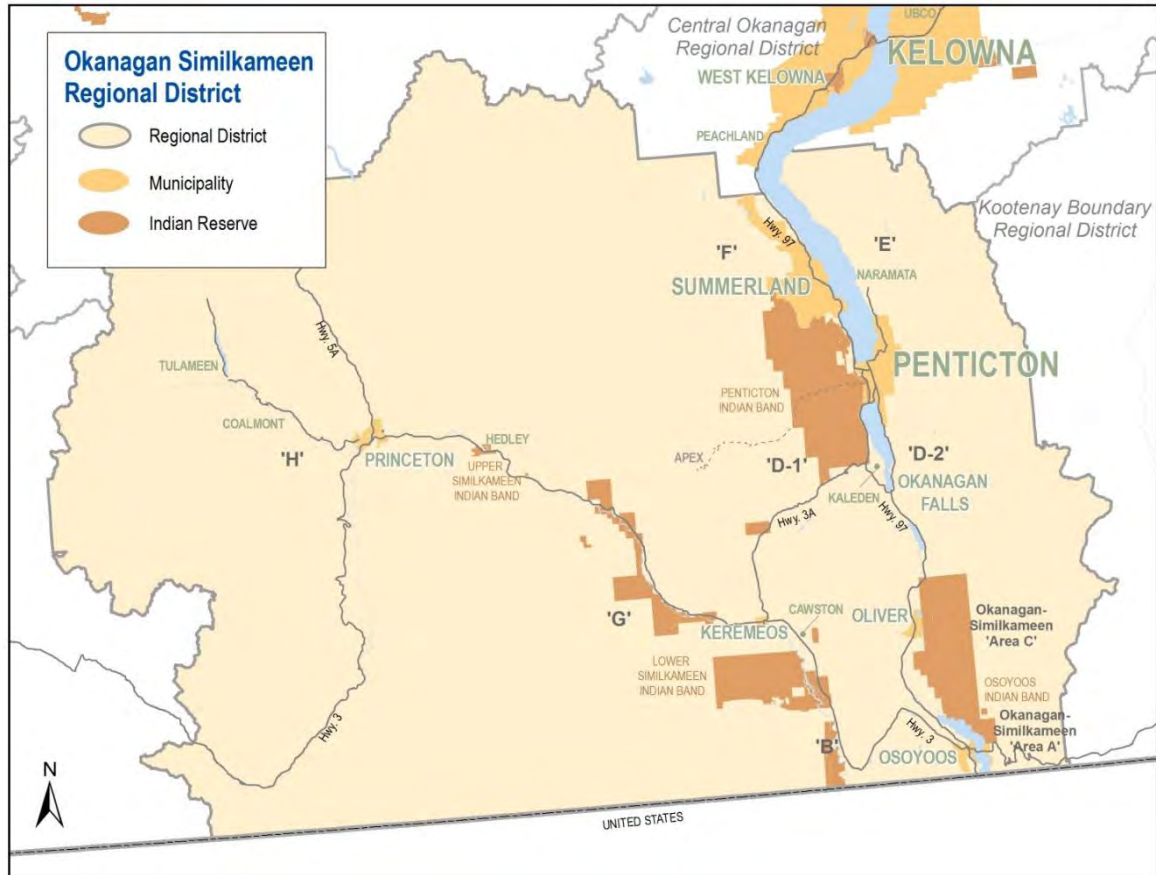 Okanagan Similkameen
Regional District
Regional District
Municipality
Indian Reserve
Central Okanagan
Regional District
UBCO
KELOWNA
WEST KELOWNA
PEACHLAND
Kootenay Boundary
Regional District
'F'
Hwy. 97
'E'
NARAMATA
SUMMERLAND
Hwy. 5A
TULAMEEN
PENTICTON
PENTICTON
INDIAN BAND
COALMONT
'H'
PRINCETON
HEDLEY
UPPER
SIMILKAMEEN
INDIAN BAND
APEX
'D-1'
'D-2'
KALEDEN
OKANAGAN
FALLS
Hwy. 3A
Hwy. 97
'G'
KEREMEOS
CAWSTON
OLIVER
Okanagan-
Similkameen
'Area C'
LOWER
SIMILKAMEEN
INDIAN BAND
OSOYOOS
INDIAN BAND
Okanagan-
Similkameen
'Area A'
Hwy. 3
'B'
Hwy. 3
OSOYOOS
N
UNITED STATES